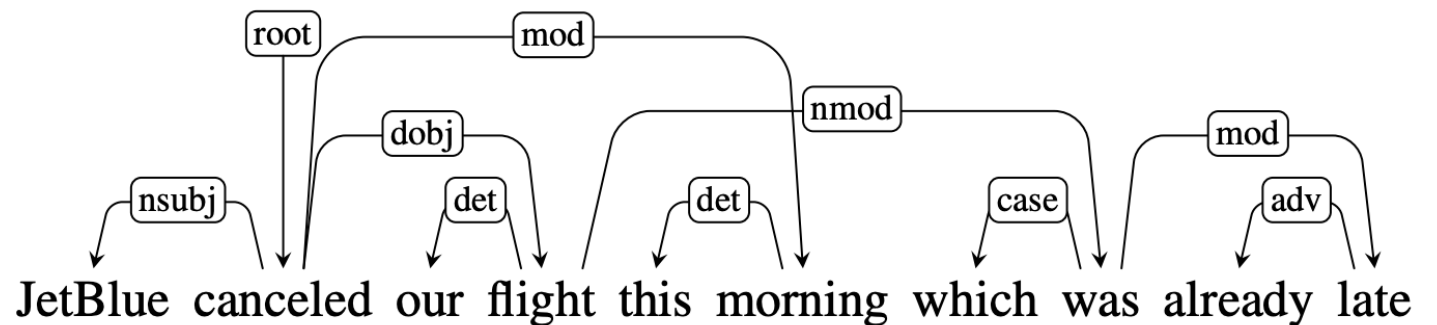 root mod
nmod
dobj mod
nsubj det det case adv
JetBlue canceled our flight this morning which was already late